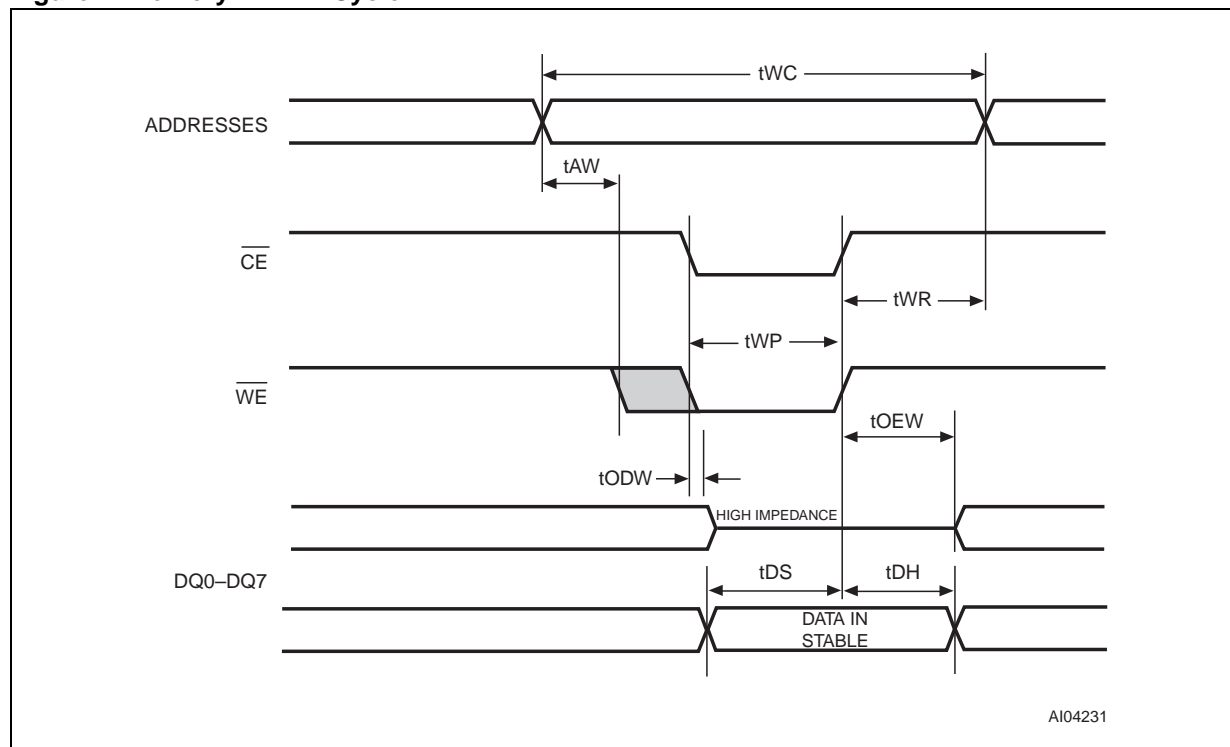 tWC
ADDRESSES
tAW
CE
tWR
tWP
WE
tOEW
tODW
HIGH IMPEDANCE
DQ0–DQ7
tDS
tDH
DATA IN
STABLE
AI04231